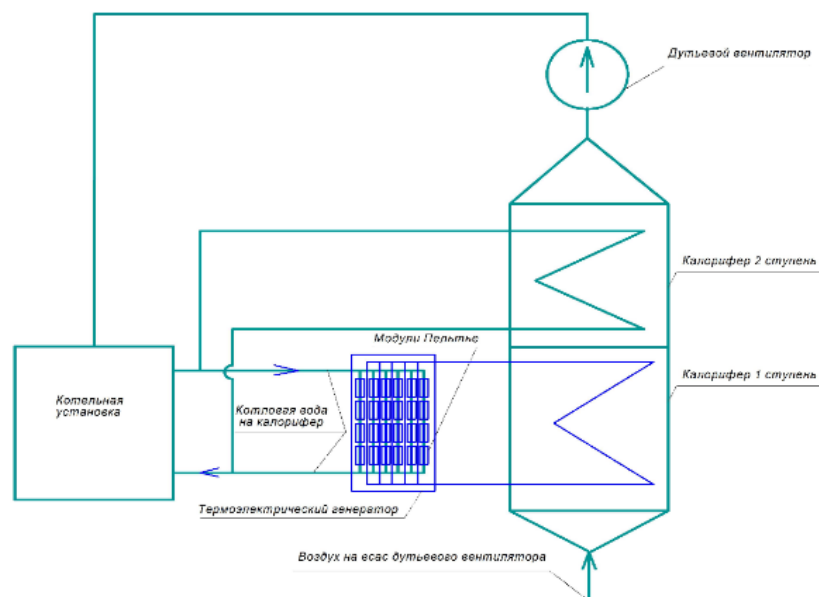 Дутьевой вентилятор
Калорифер 2 ступень
Модули Пельтье
Калорифер 1 ступень
Котельная
установка
Котловая вода
на калорифер
Термоэлектрический генератор
Воздух на всас дутьевого вентилятора